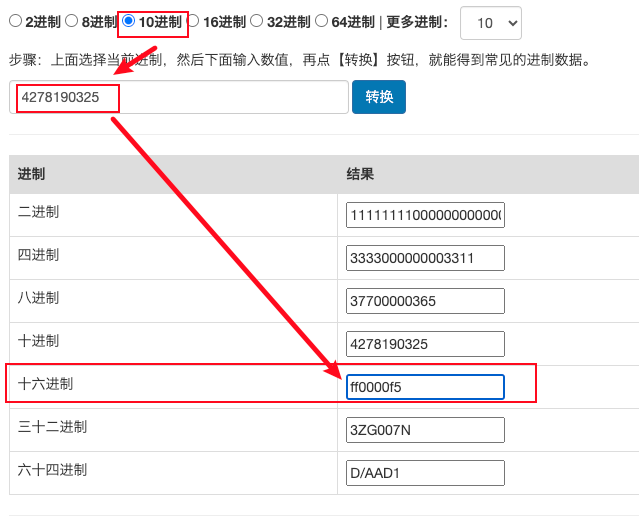 2进制 8进制 10进制 16进制 32进制 64进制 | 更多进制： 10
步骤：上面选择当前进制，然后下面输入数值，再点【转换】按钮，就能得到常见的进制数据。
4278190325 转换
进制 结果
二进制 1111111100000000000
四进制 3333000000003311
八进制 37700000365
十进制 4278190325
十六进制 ff0000f5
三十二进制 3ZG007N
六十四进制 D/AAD1